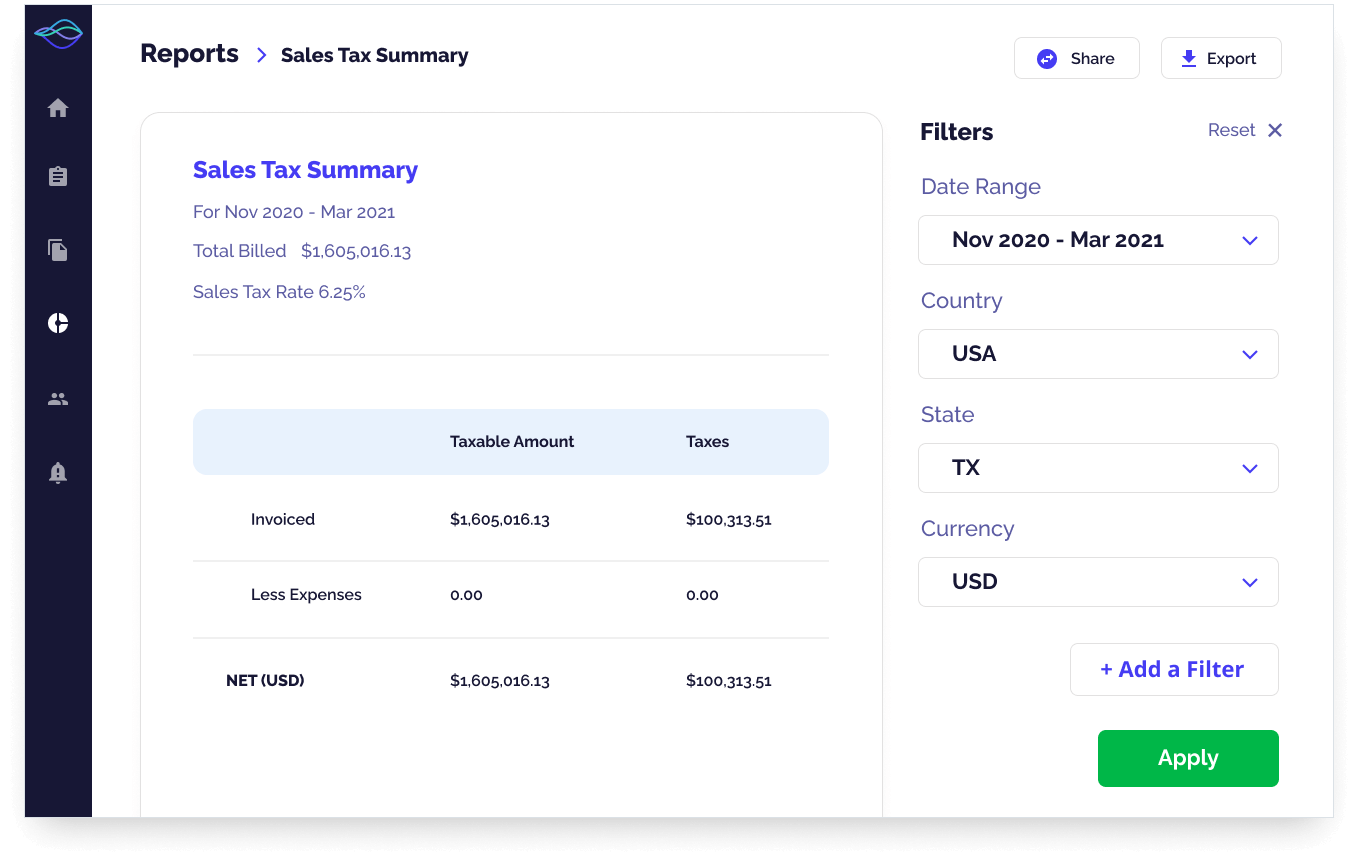 Reports > Sales Tax Summary
Share
Export
Sales Tax Summary
For Nov 2020 - Mar 2021
Total Billed $1,605,016.13
Sales Tax Rate 6.25%
Taxable Amount Taxes
Invoiced $1,605,016.13 $100,313.51
Less Expenses 0.00 0.00
NET (USD) $1,605,016.13 $100,313.51
Filters
Reset
Date Range
Nov 2020 - Mar 2021
Country
USA
State
TX
Currency
USD
+ Add a Filter
Apply